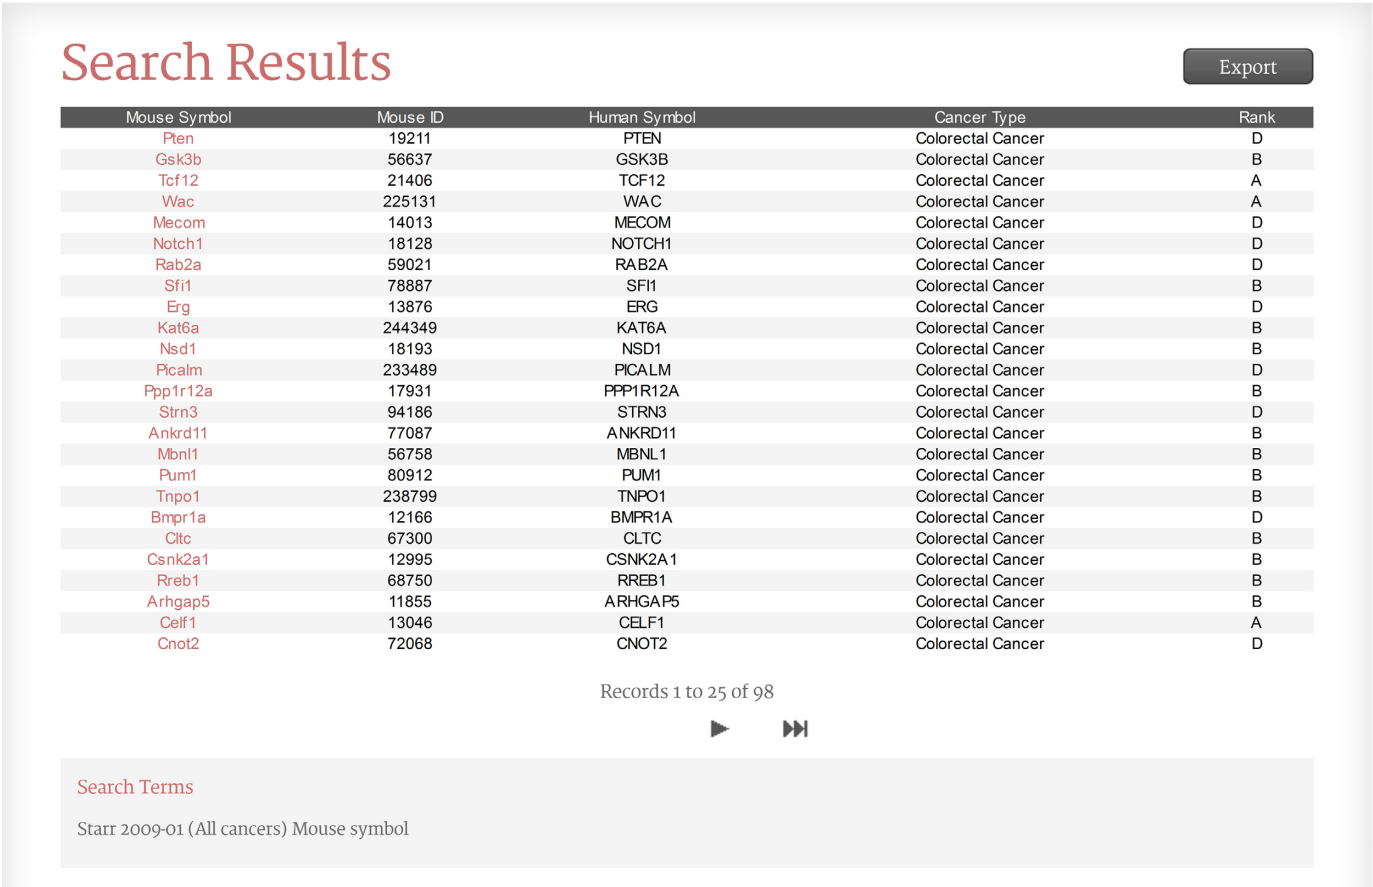 Search Results
Export
Mouse Symbol Mouse ID Human Symbol Cancer Type Rank
Pten 19211 PTEN Colorectal Cancer D
Gsk3b 56637 GSK3B Colorectal Cancer B
Tcf12 21406 TCF12 Colorectal Cancer A
Wac 225131 WAC Colorectal Cancer A
Mecom 14013 MECOM Colorectal Cancer D
Notch1 18128 NOTCH1 Colorectal Cancer D
Rab2a 59021 RAB2A Colorectal Cancer D
Sfi1 78887 SFI1 Colorectal Cancer B
Erg 13876 ERG Colorectal Cancer D
Kat6a 244349 KAT6A Colorectal Cancer B
Nsd1 18193 NSD1 Colorectal Cancer B
Picalm 233489 PICALM Colorectal Cancer D
Ppp1r12a 17931 PPP1R12A Colorectal Cancer B
Strn3 94186 STRN3 Colorectal Cancer D
Ankrd11 77087 ANKRD11 Colorectal Cancer B
Mbnl1 56758 MBNL1 Colorectal Cancer B
Pum1 80912 PUM1 Colorectal Cancer B
Tnpo1 238799 TNPO1 Colorectal Cancer B
Bmpr1a 12166 BMPR1A Colorectal Cancer D
Cltc 67300 CLTC Colorectal Cancer B
Csnk2a1 12995 CSNK2A1 Colorectal Cancer B
Rreb1 68750 RREB1 Colorectal Cancer B
Arhgap5 11855 ARHGAP5 Colorectal Cancer B
Celf1 13046 CELF1 Colorectal Cancer A
Cnot2 72068 CNOT2 Colorectal Cancer D
Records 1 to 25 of 98
Search Terms
Starr 2009-01 (All cancers) Mouse symbol